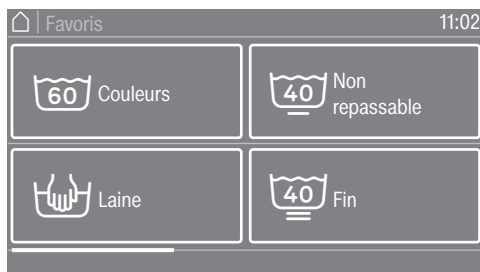 Favoris 11:02
60 Couleurs
40 Non
repassable
Laine
40 Fin